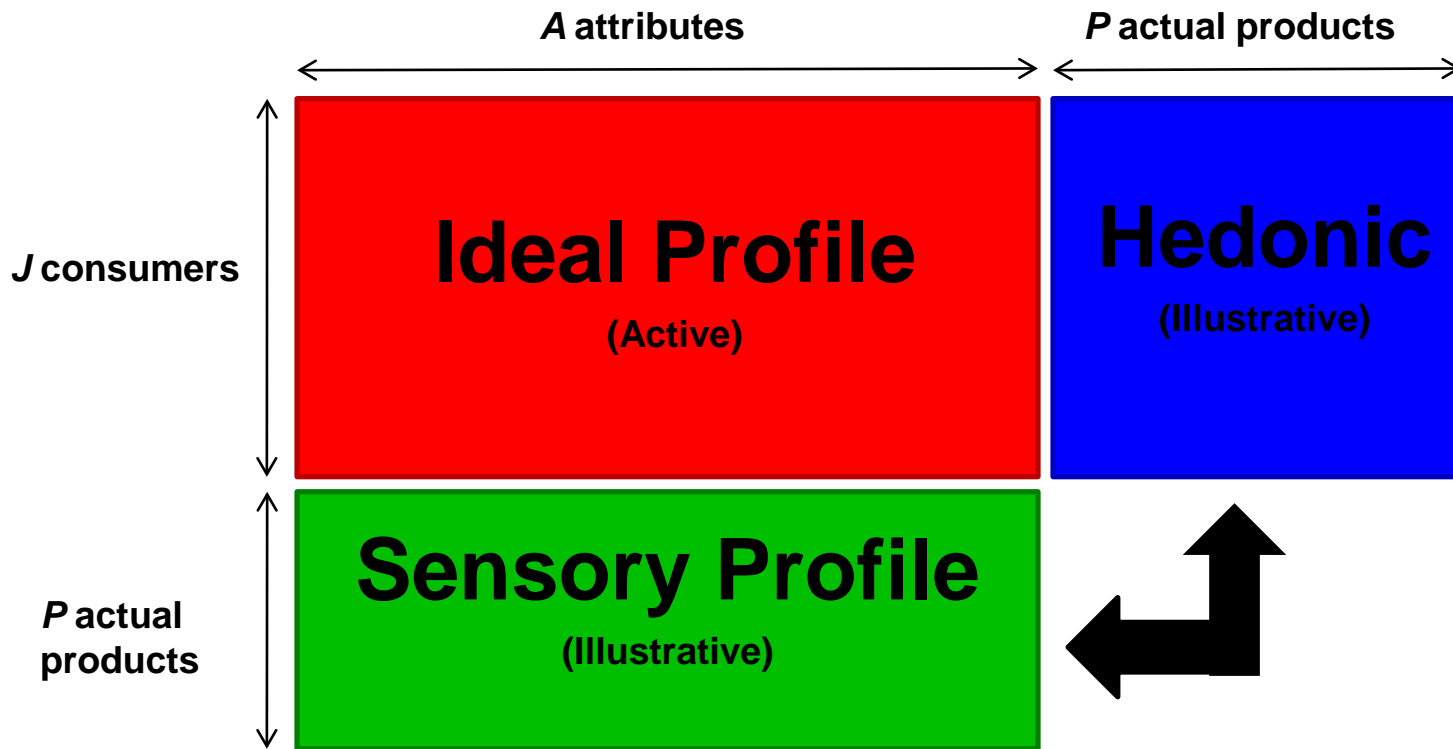 A attributes
P actual products
J consumers
Ideal Profile
(Active)
Hedonic
(Illustrative)
P actual
products
Sensory Profile
(Illustrative)